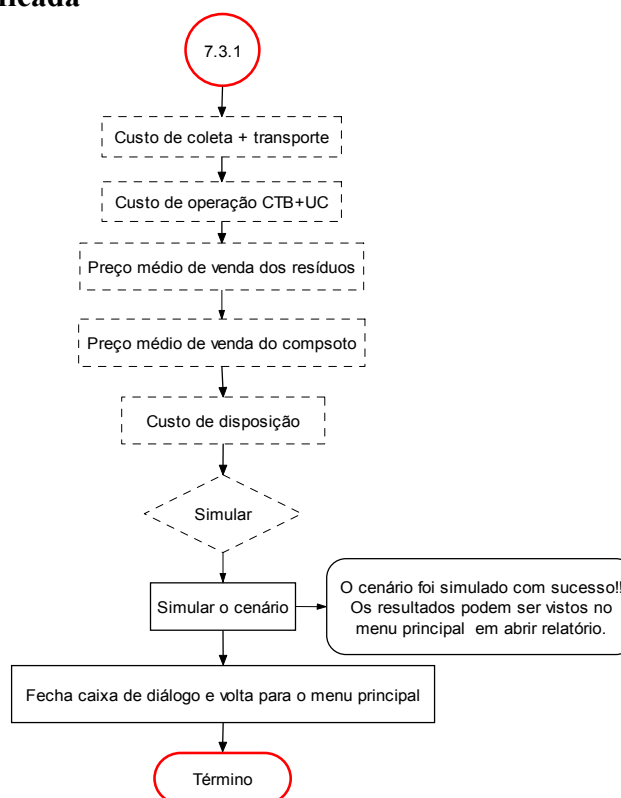 7.3.1
Custo de coleta + transporte
Custo de operação CTB+UC
Preço médio de venda dos resíduos
Preço médio de venda do compsoto
Custo de disposição
Simular
Simular o cenário
O cenário foi simulado com sucesso!!
Os resultados podem ser vistos no
menu principal em abrir relatório.
Fecha caixa de diálogo e volta para o menu principal
Término